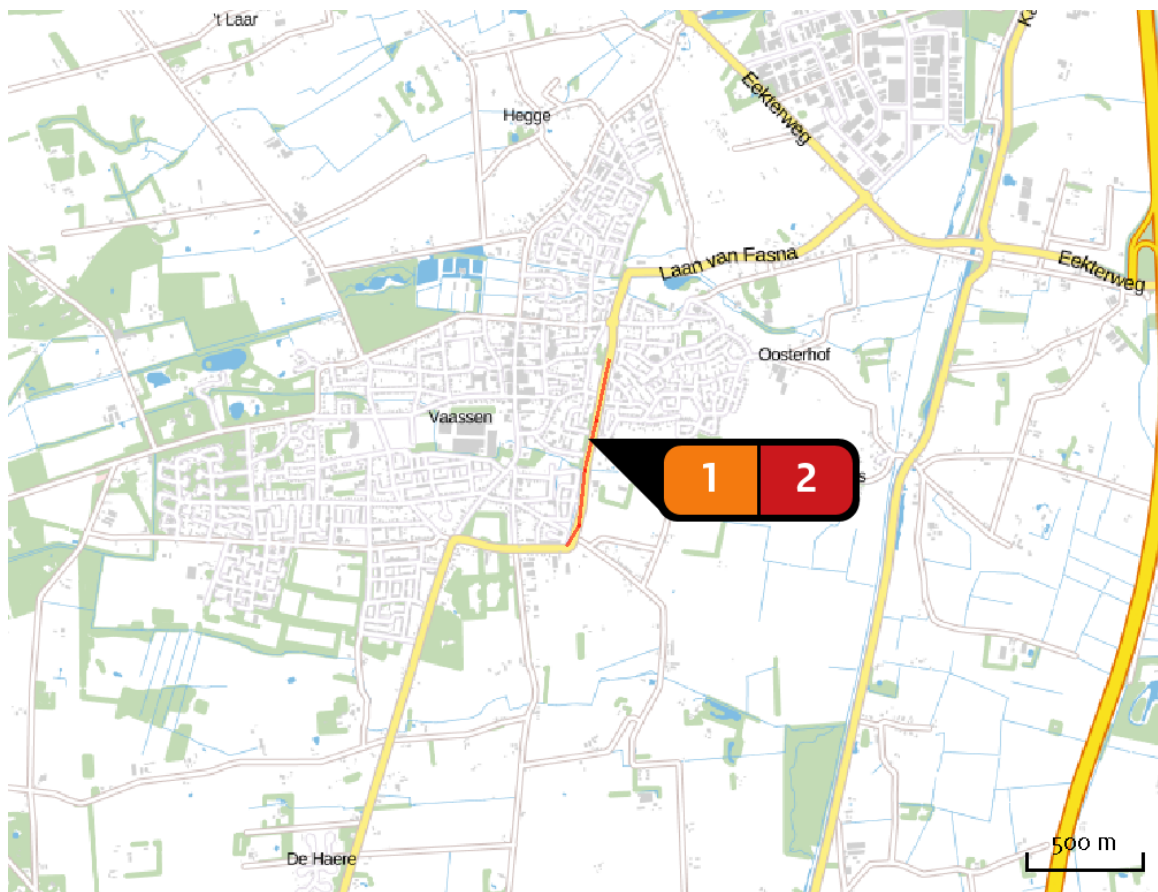 't Laar
Hegge
Eekterweg
Laan van Fasna
Eekterweg
Oosterhof
Vaassen
1 2
s
De Haere
500 m